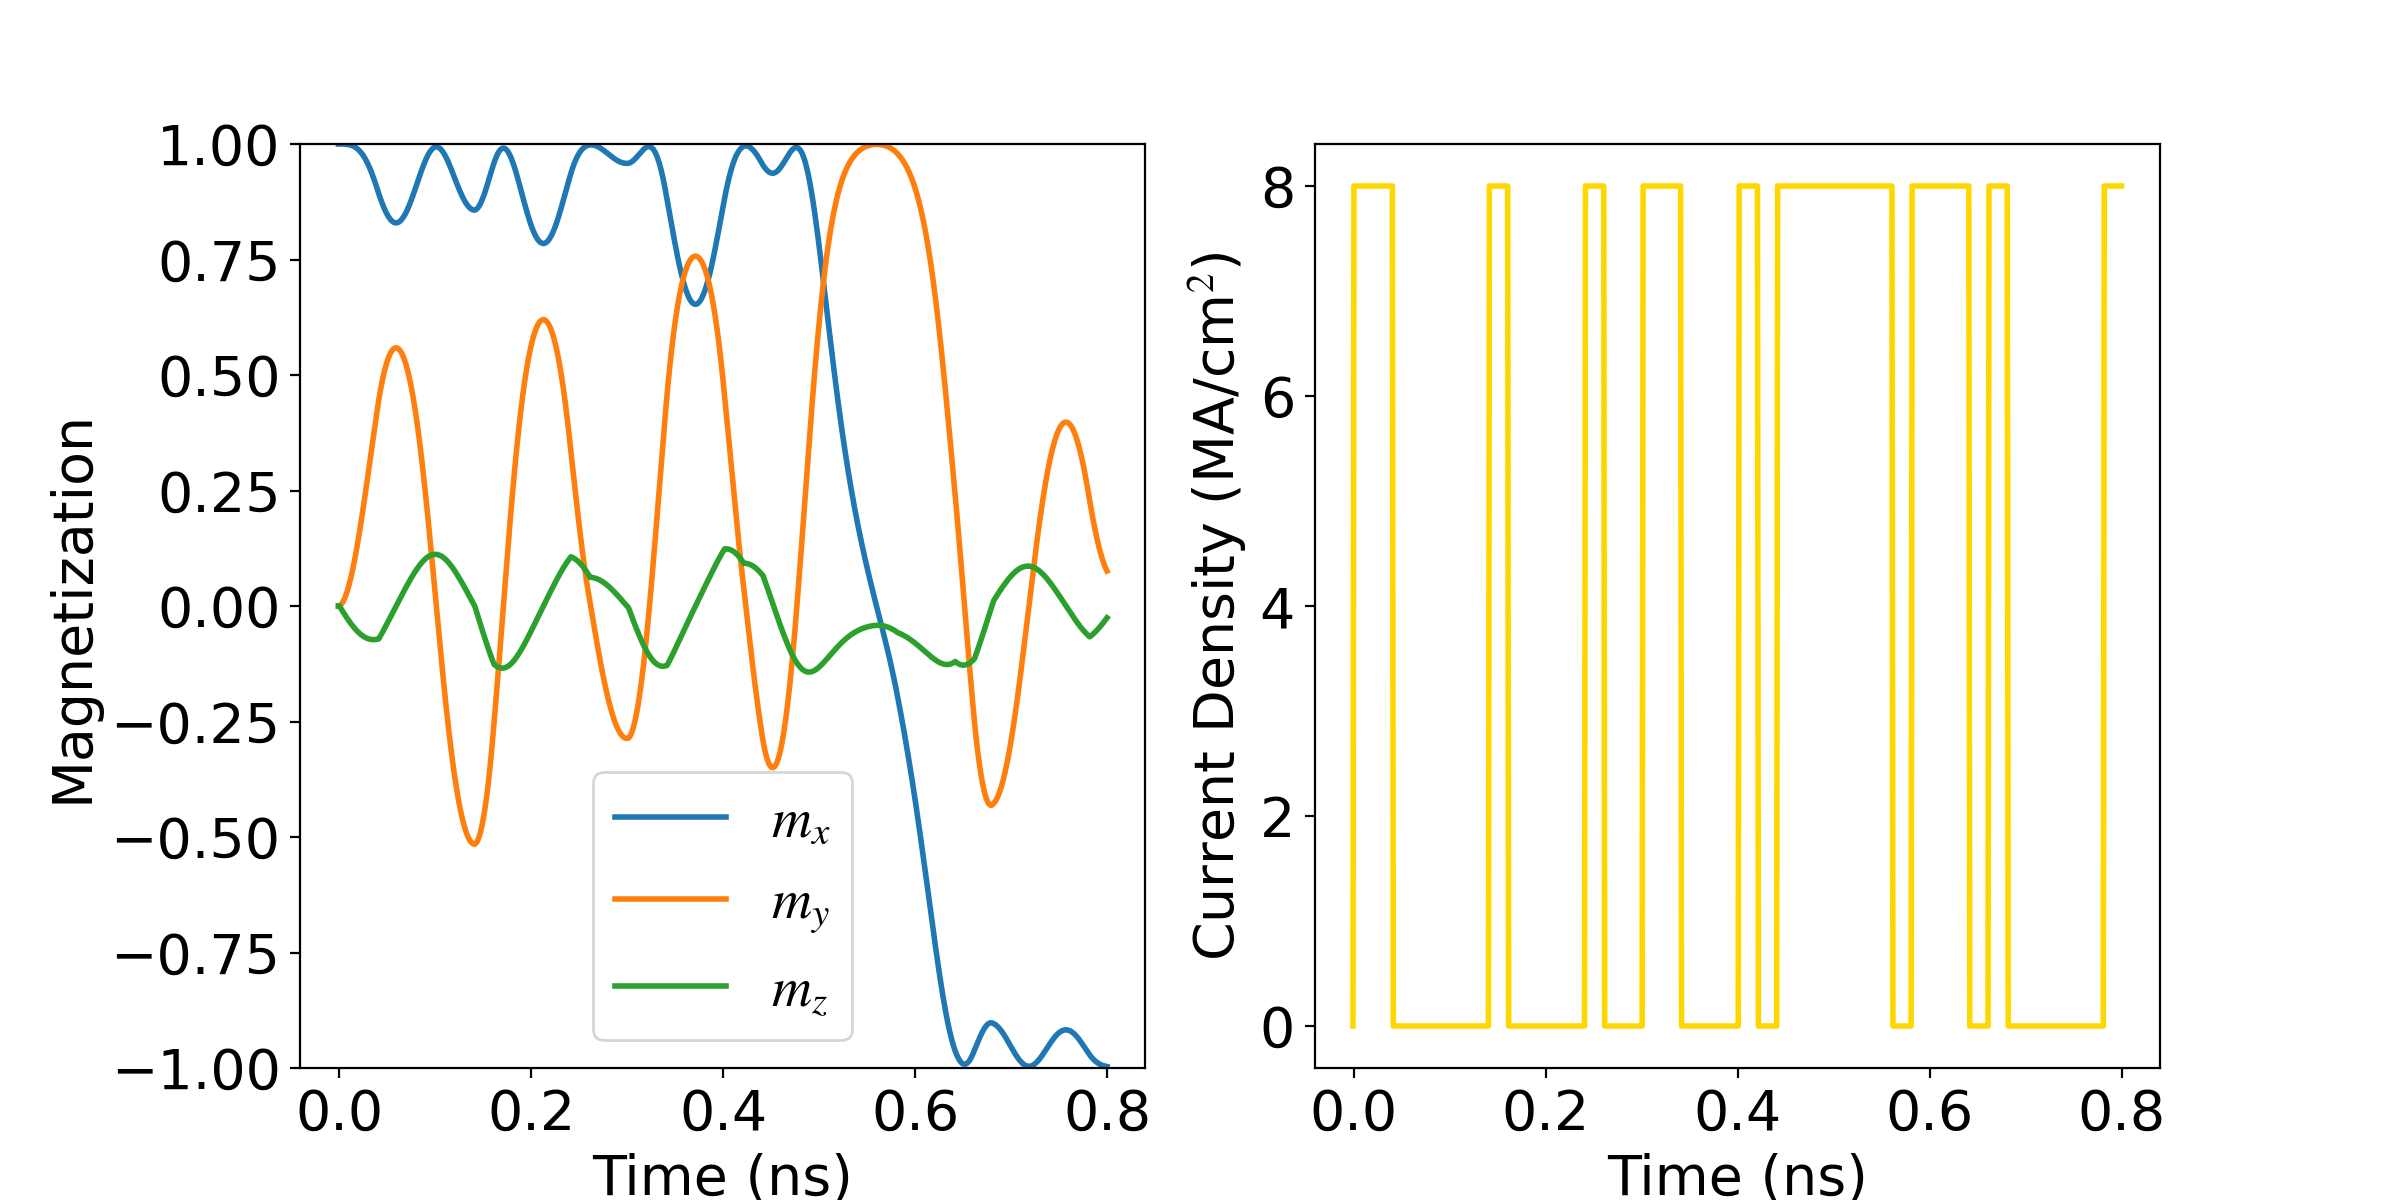 Magnetization
1.00
0.75
0.50
0.25
0.00
−0.25
−0.50
−0.75
−1.00
0.0 0.2 0.4 0.6 0.8
Time (ns)
m_x
m_y
m_z
Current Density (MA/cm²)
8
6
4
2
0
0.0 0.2 0.4 0.6 0.8
Time (ns)